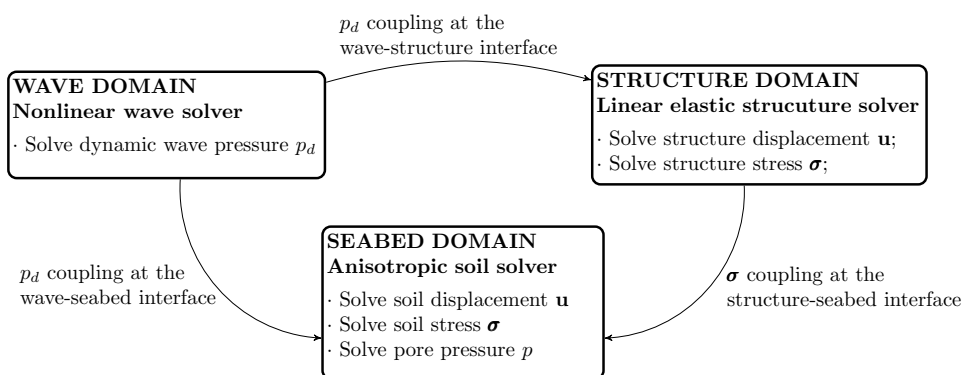 p_d coupling at the
wave-structure interface
WAVE DOMAIN
Nonlinear wave solver
· Solve dynamic wave pressure p_d
STRUCTURE DOMAIN
Linear elastic strucuture solver
· Solve structure displacement u;
· Solve structure stress σ;
p_d coupling at the
wave-seabed interface
SEABED DOMAIN
Anisotropic soil solver
· Solve soil displacement u
· Solve soil stress σ
· Solve pore pressure p
σ coupling at the
structure-seabed interface